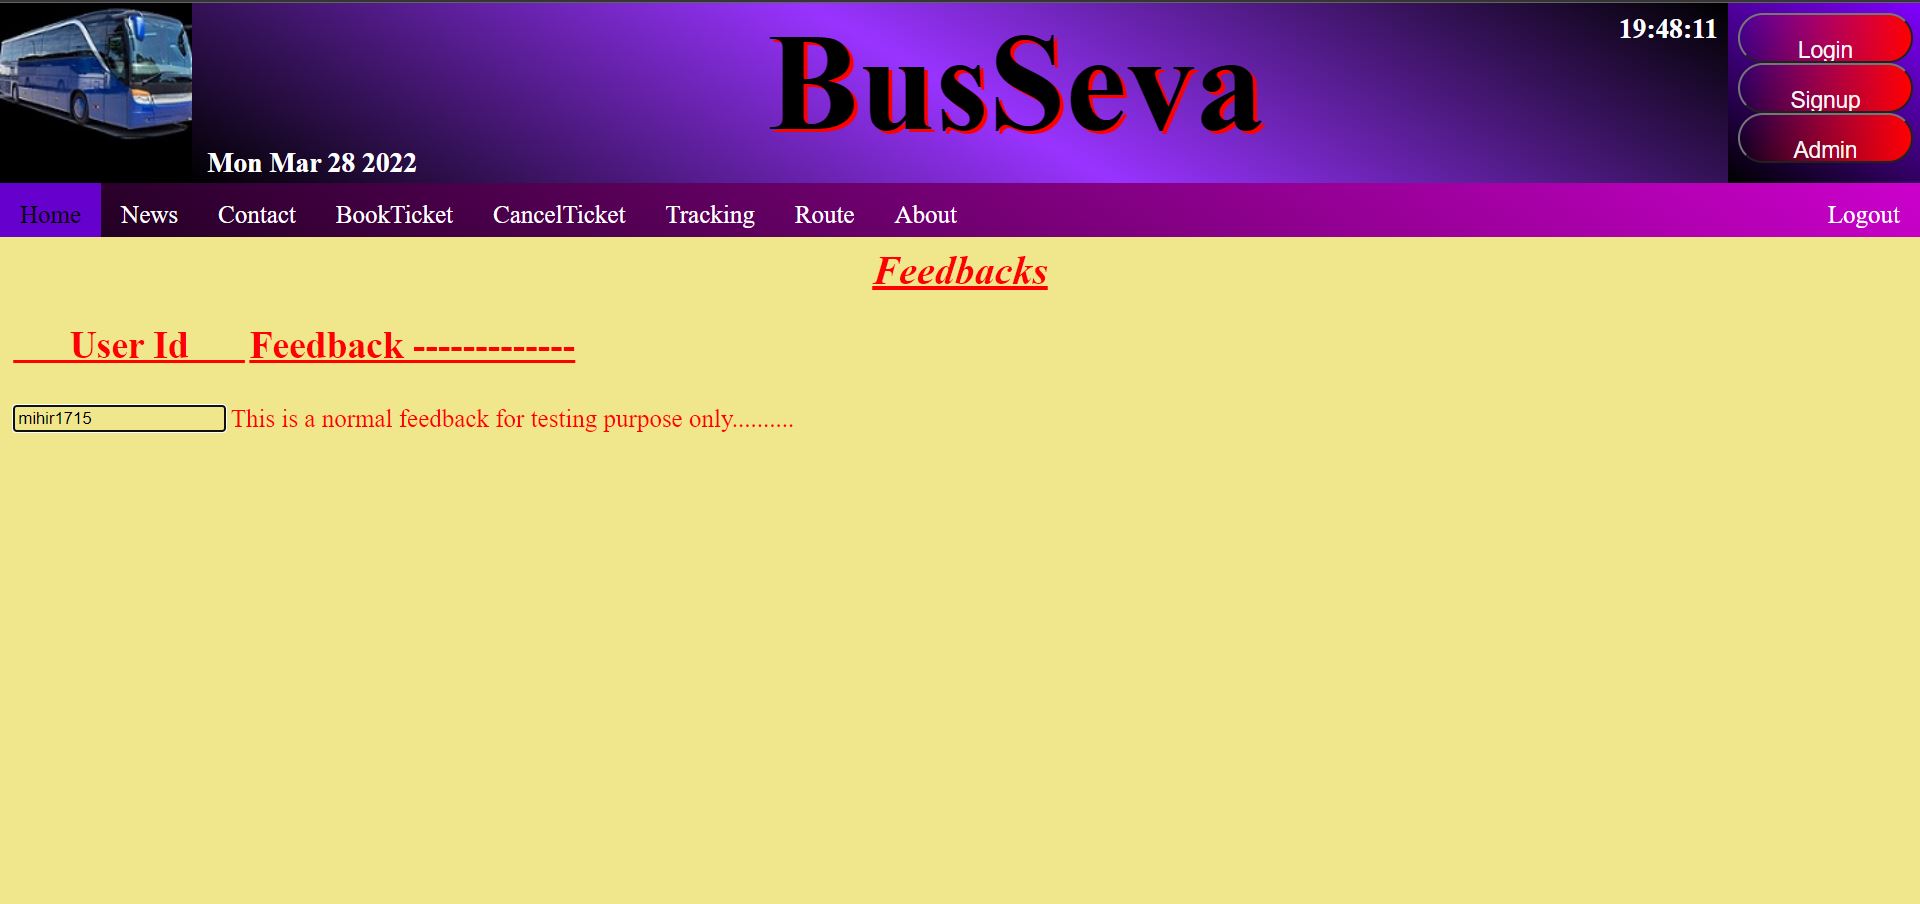 BusSeva
19:48:11
Mon Mar 28 2022
Login
Signup
Admin
Home News Contact BookTicket CancelTicket Tracking Route About Logout
Feedbacks
User Id Feedback -------------
mihir1715 This is a normal feedback for testing purpose only..........